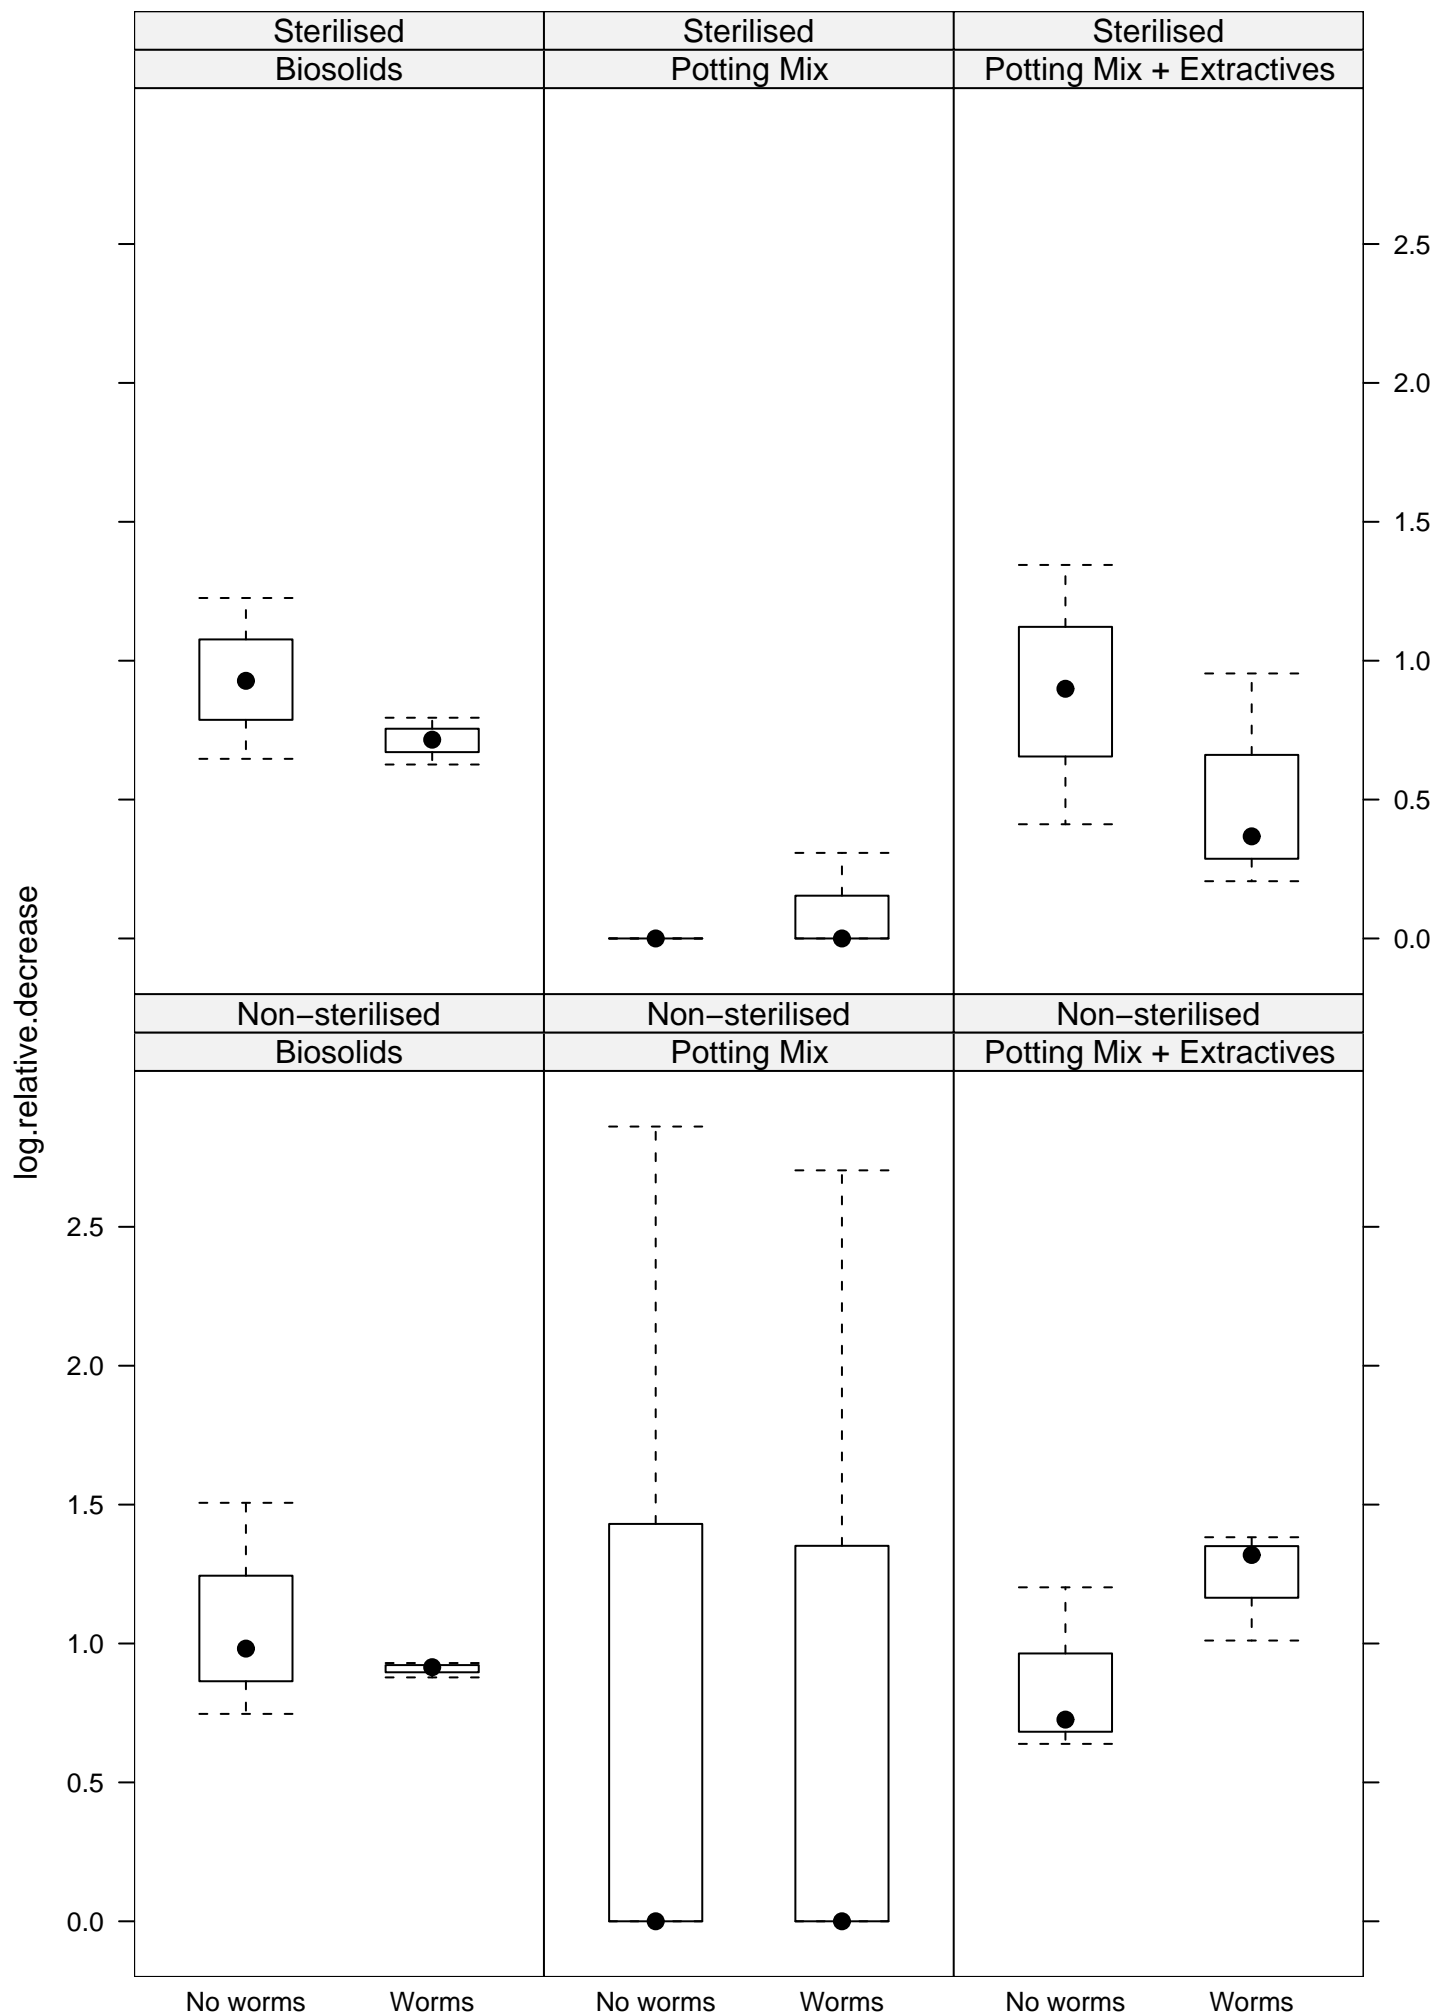 Sterilised Sterilised Sterilised
Biosolids Potting Mix Potting Mix + Extractives
2.5
2.0
1.5
1.0
0.5
0.0
log.relative.decrease
Non−sterilised Non−sterilised Non−sterilised
Biosolids Potting Mix Potting Mix + Extractives
2.5
2.0
1.5
1.0
0.5
0.0
No worms Worms No worms Worms No worms Worms